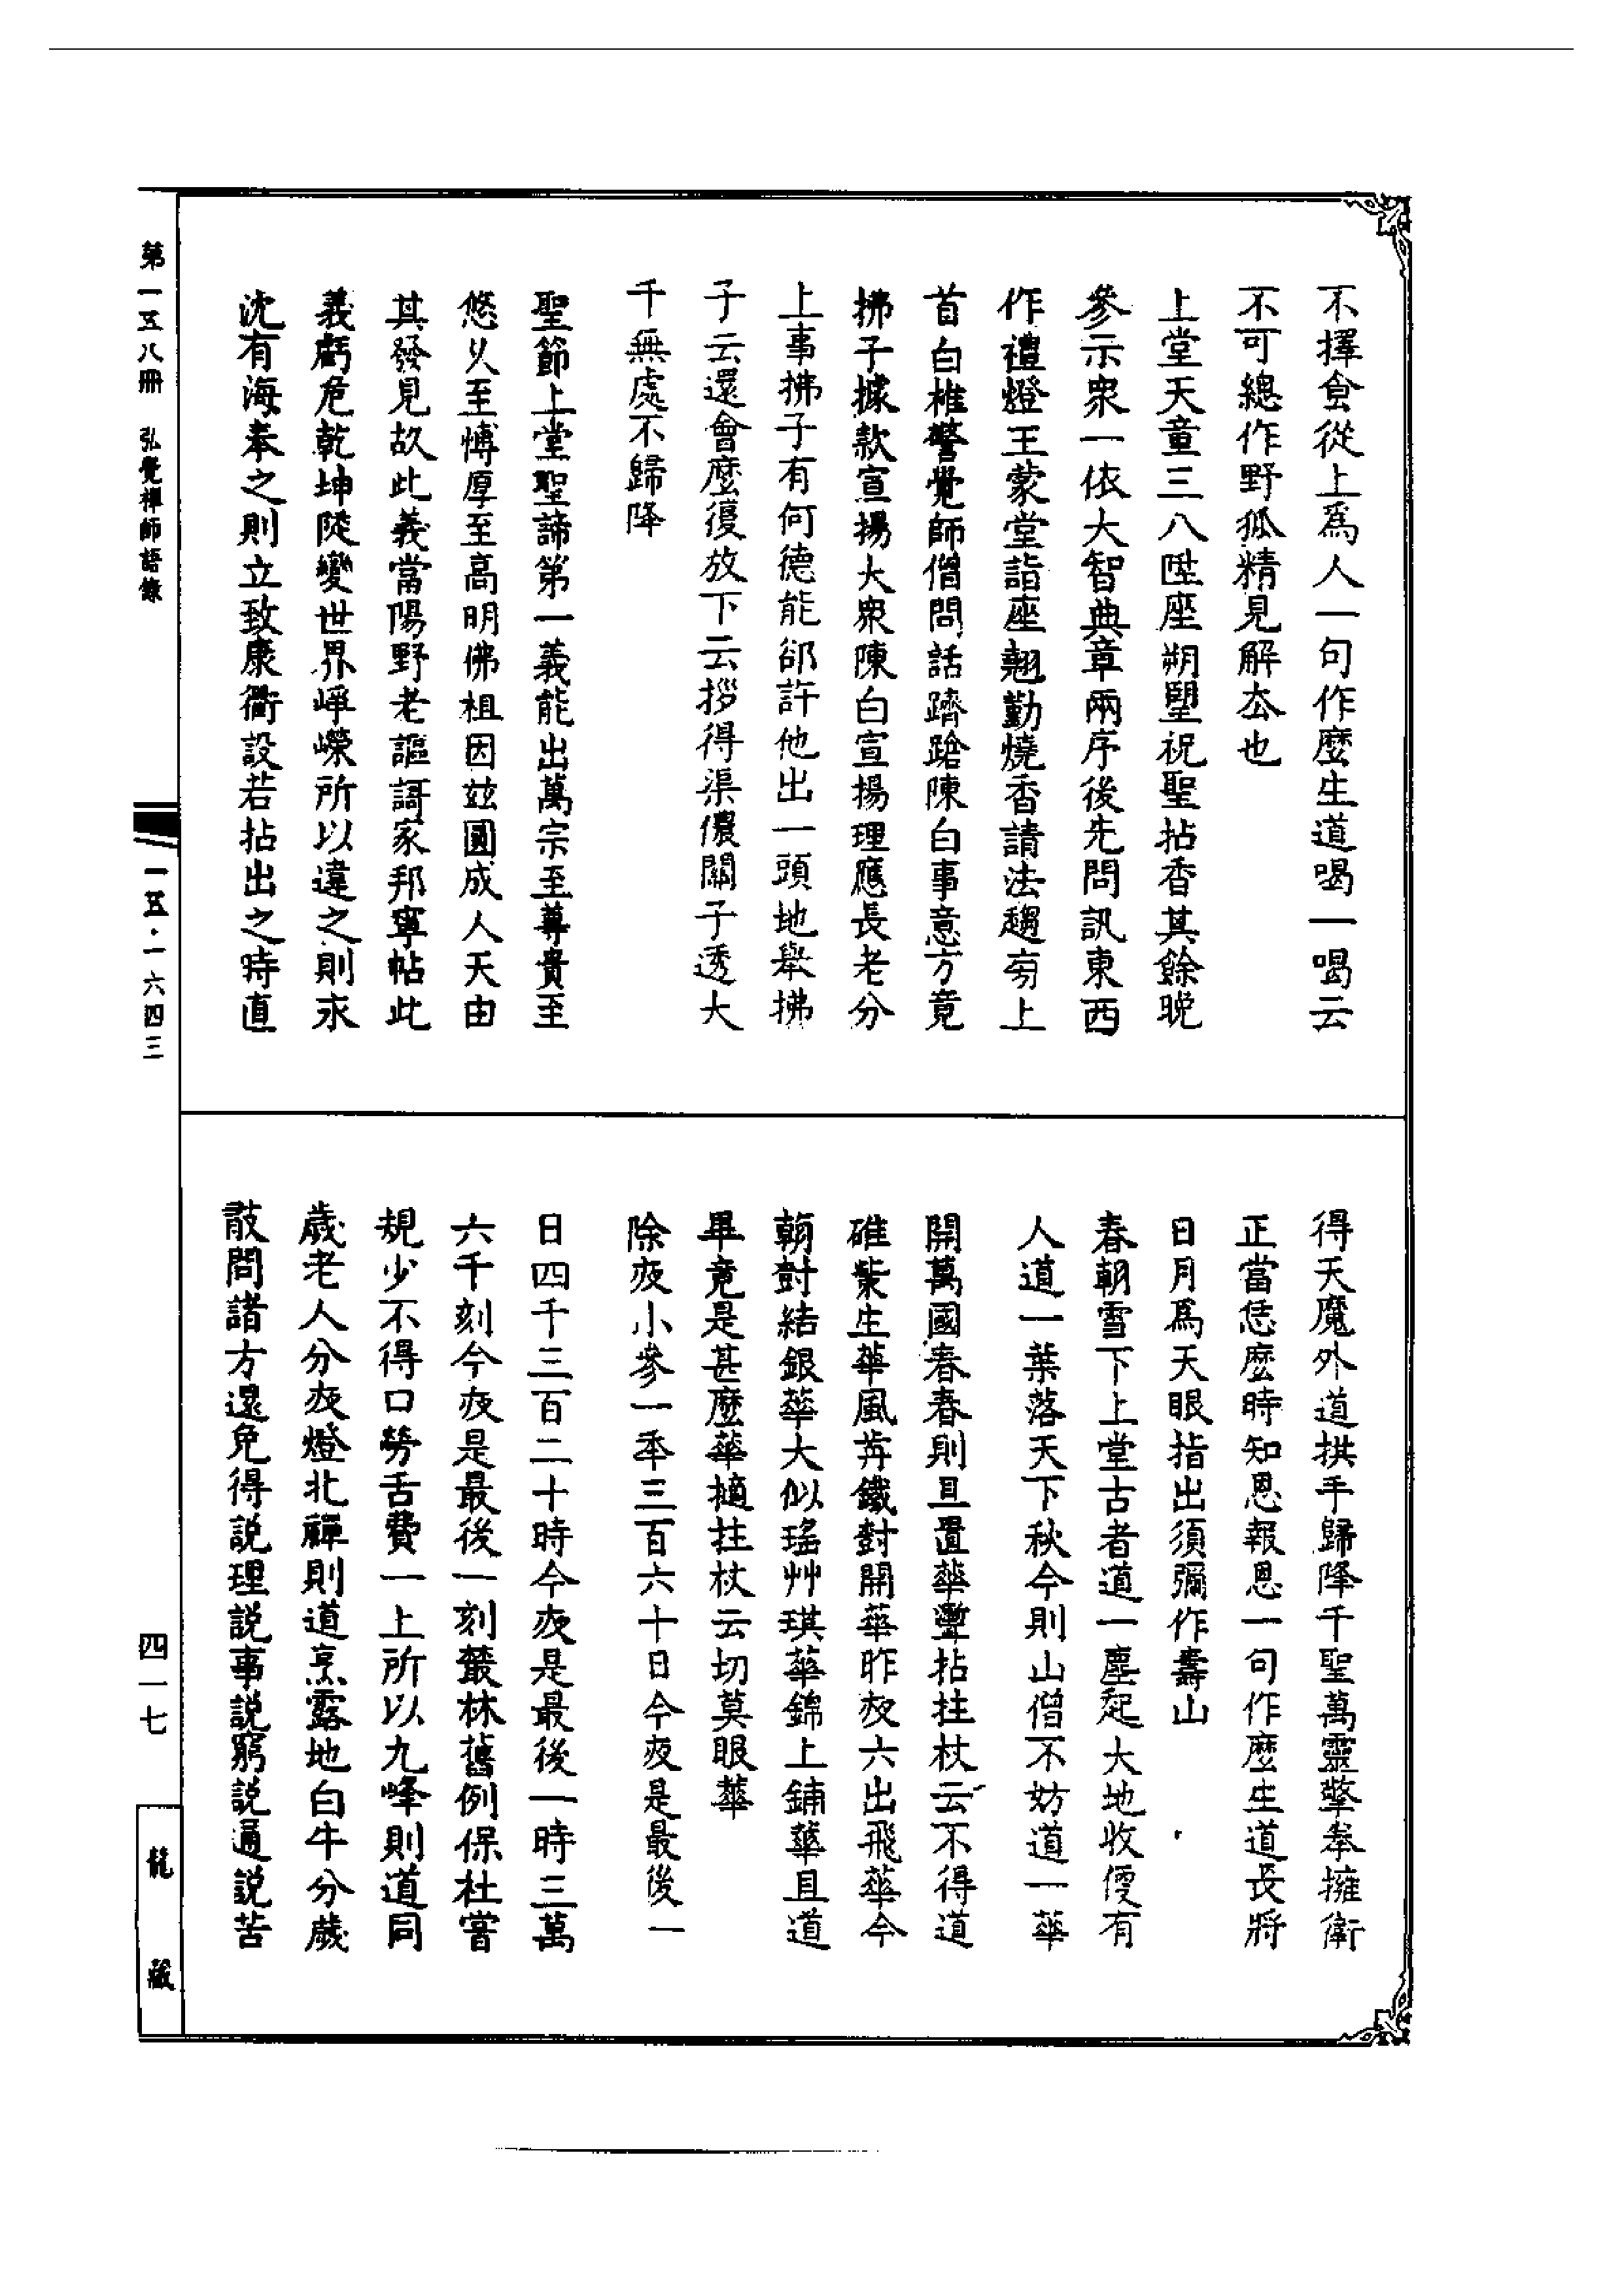 不擇食從上爲人一句作麼生道喝一喝云
不可總作野狐精見解去也
上堂天童三八陞座朔朢祝聖拈香其餘晚
參示衆一依大智典章兩序後先問訊東西
作禮燈王蒙堂詣座翹勤燒香請法趨旁上
首白椎警覺師僧問話躋蹌陳白事意方竟
拂子據款宣揚大衆陳白宣揚理應長老分
上事拂子有何德能郤許他出一頭地舉拂
子云還會麼復放下云拶得渠儂關子透大
千無處不歸降
聖節上堂聖諦第一義能出萬宗至尊貴至
悠乆至慱厚至高明佛祖因兹圓成人天由
其發見故此義當陽野老謳謌家邦寧帖此
義虧危乾坤陡變世界崢嶸所以違之則永
沈有海奉之則立致康衢設若拈出之時直
得天魔外道拱手歸降千聖萬靈擎拳擁衛
正當恁麼時知恩報恩一句作麼生道長將
日月爲天眼指出須彌作壽山
春朝雪下上堂古者道一塵起大地收便有
人道一葉落天下秋今則山僧不妨道一華
開萬國春春則且置華𧆑拈拄杖云不得道
碓觜生華風苒鐵樹開華昨夜六出飛華今
朝樹結銀華大似瑤艸琪華錦上鋪華且道
畢竟是甚麼華擿拄杖云切莫眼華
除夜小參一年三百六十日今夜是最後一
日四千三百二十時今夜是最後一時三萬
六千刻今夜是最後一刻叢林舊例保社嘗
規少不得口勞舌費一上所以九峰則道同
歲老人分夜燈北禪則道烹露地白牛分歲
敢問諸方還免得説理説事説窮説通説苦
第一五八冊　弘覺禪師語錄
一五·一六四三
四一七
龍藏